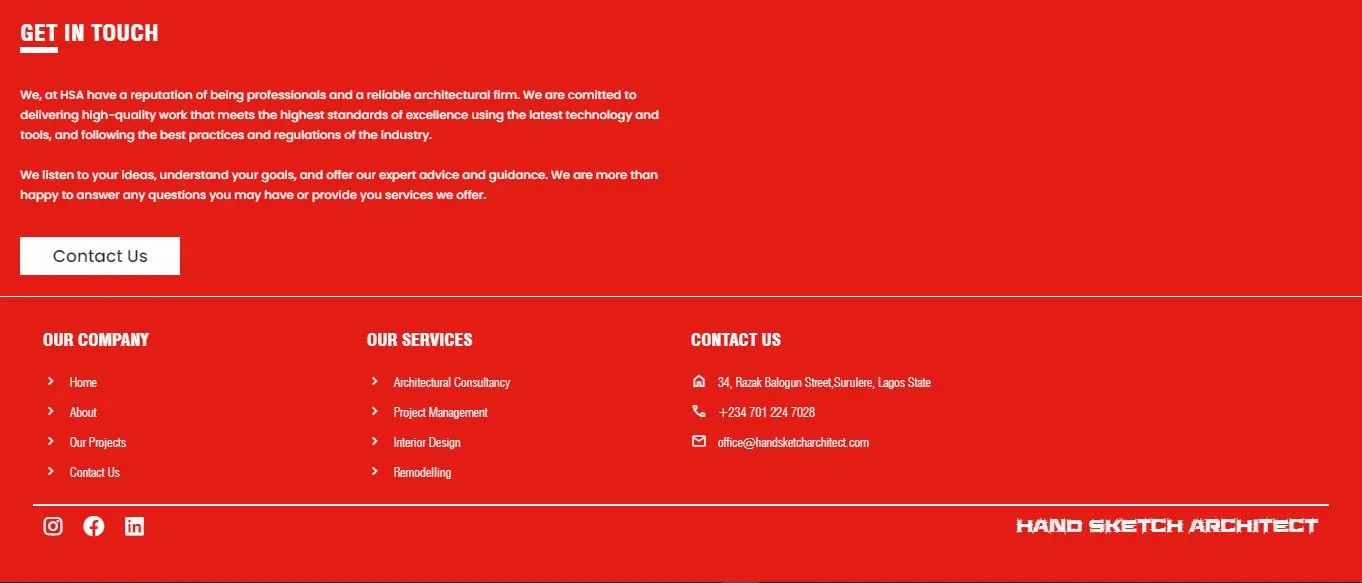 GET IN TOUCH
We, at HSA have a reputation of being professionals and a reliable architectural firm. We are comitted to
delivering high-quality work that meets the highest standards of excellence using the latest technology and
tools, and following the best practices and regulations of the industry.
We listen to your ideas, understand your goals, and offer our expert advice and guidance. We are more than
happy to answer any questions you may have or provide you services we offer.
Contact Us
OUR COMPANY
Home
About
Our Projects
Contact Us
OUR SERVICES
Architectural Consultancy
Project Management
Interior Design
Remodelling
CONTACT US
34, Razak Balogun Street,Surulere, Lagos State
+234 701 224 7028
office@handsketcharchitect.com
HAND SKETCH ARCHITECT